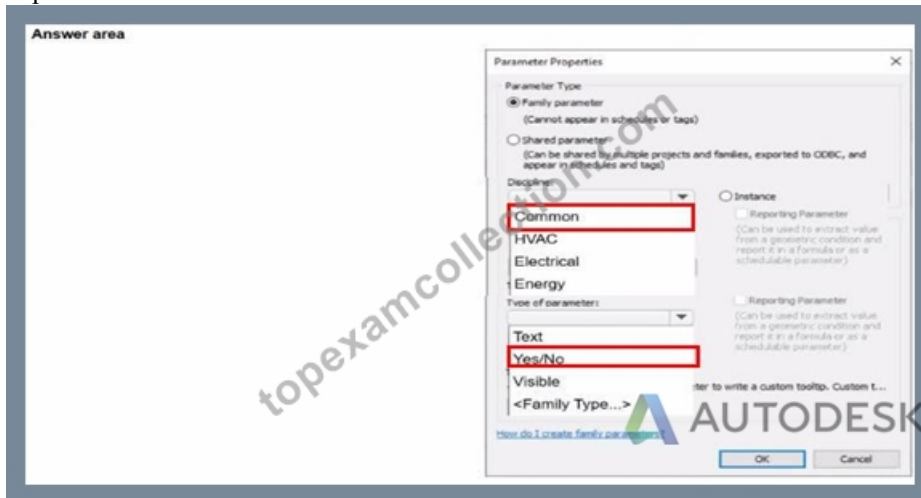 Answer area
Parameter Properties
Parameter Type
Family parameter
(Cannot appear in schedules or tags)
Shared parameter
(Can be shared by multiple projects and families, exported to ODBC, and
appear in schedules and tags)
Discipline:
Instance
Common
Reporting Parameter
(Can be used to extract value
from a geometric condition and
report it in a formula or as a
schedulable parameter)
HVAC
Electrical
Energy
Type of parameter:
Reporting Parameter
(Can be used to extract value
from a geometric condition and
report it in a formula or as a
schedulable parameter)
Text
Yes/No
Visible
<Family Type...>
to write a custom tooltip. Custom t...
AUTODESK
How do I create family parameters?
OK
Cancel
topexamcollection.com